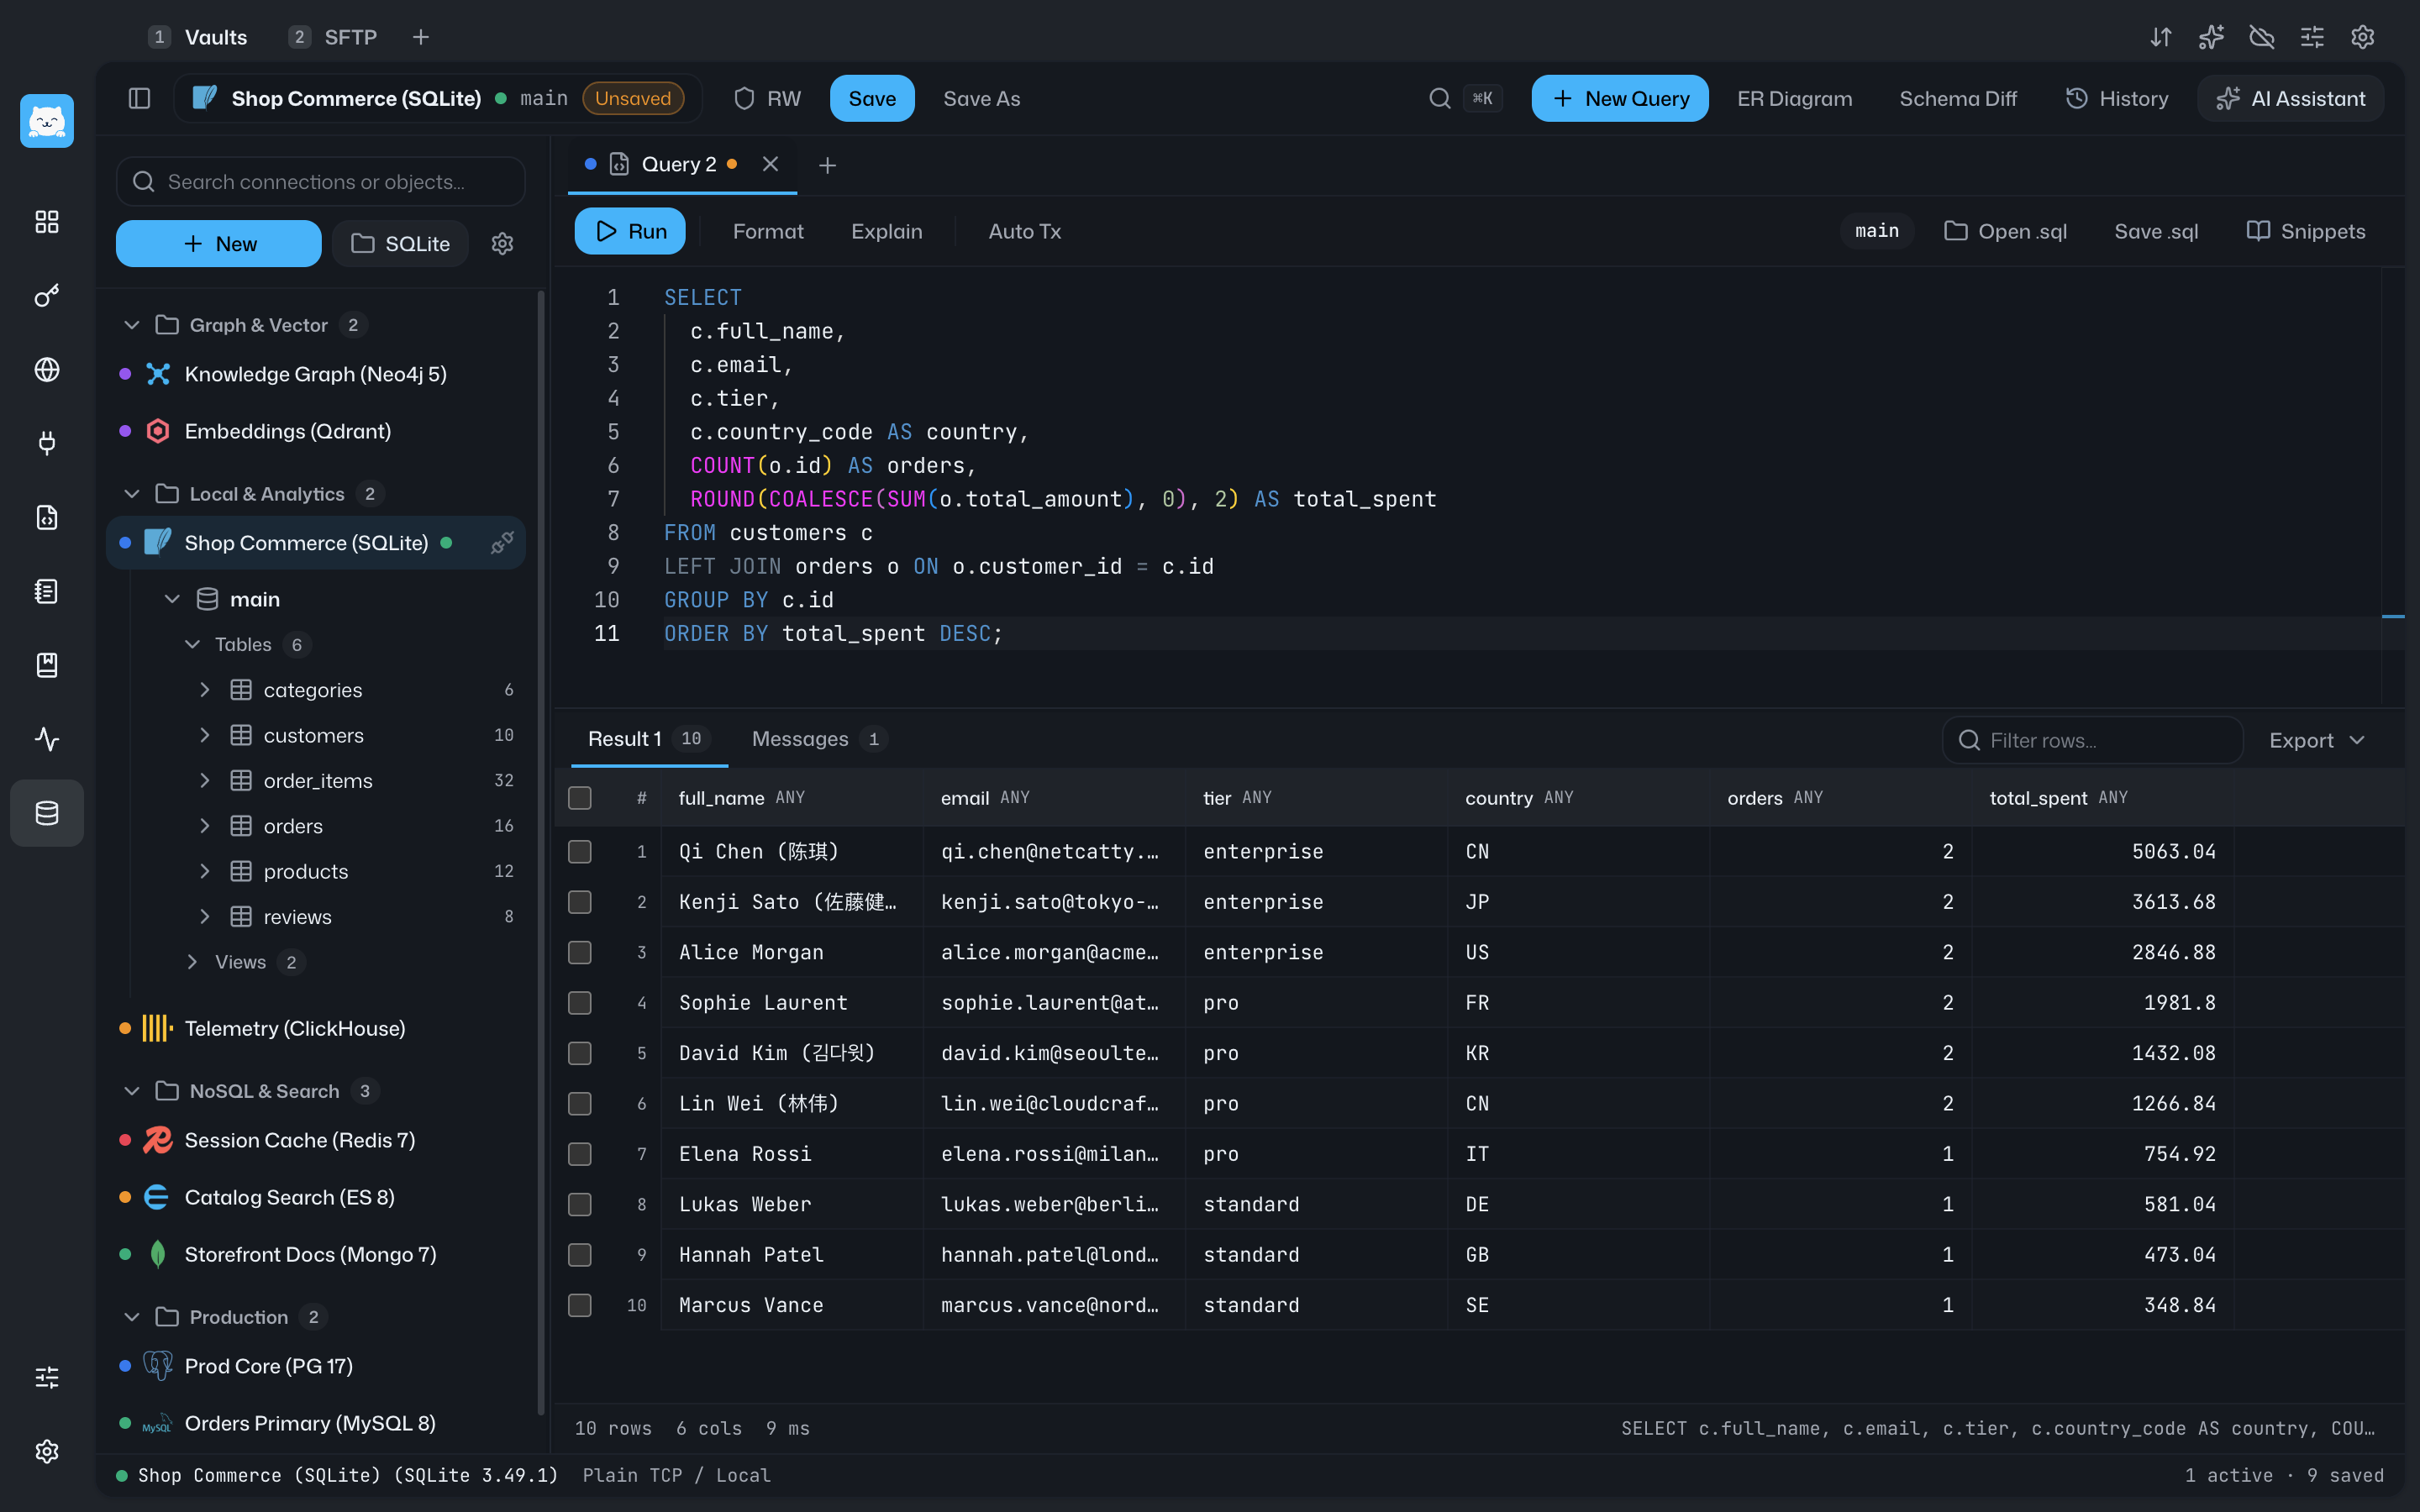 1 Vaults 2 SFTP
Shop Commerce (SQLite) main Unsaved RW Save Save As ⌘K New Query ER Diagram Schema Diff History AI Assistant
Search connections or objects...
New SQLite
Graph & Vector 2
Knowledge Graph (Neo4j 5)
Embeddings (Qdrant)
Local & Analytics 2
Shop Commerce (SQLite)
main
Tables 6
categories 6
customers 10
order_items 32
orders 16
products 12
reviews 8
Views 2
Telemetry (ClickHouse)
NoSQL & Search 3
Session Cache (Redis 7)
Catalog Search (ES 8)
Storefront Docs (Mongo 7)
Production 2
Prod Core (PG 17)
MySQL Orders Primary (MySQL 8)
Query 2
Run Format Explain Auto Tx main Open .sql Save .sql Snippets
1 SELECT
2 c.full_name,
3 c.email,
4 c.tier,
5 c.country_code AS country,
6 COUNT(o.id) AS orders,
7 ROUND(COALESCE(SUM(o.total_amount), 0), 2) AS total_spent
8 FROM customers c
9 LEFT JOIN orders o ON o.customer_id = c.id
10 GROUP BY c.id
11 ORDER BY total_spent DESC;
Result 1 10 Messages 1 Filter rows... Export
# full_name ANY email ANY tier ANY country ANY orders ANY total_spent ANY
1 Qi Chen (陈琪) qi.chen@netcatty.… enterprise CN 2 5063.04
2 Kenji Sato (佐藤健… kenji.sato@tokyo-… enterprise JP 2 3613.68
3 Alice Morgan alice.morgan@acme… enterprise US 2 2846.88
4 Sophie Laurent sophie.laurent@at… pro FR 2 1981.8
5 David Kim (김다윗) david.kim@seoulte… pro KR 2 1432.08
6 Lin Wei (林伟) lin.wei@cloudcraf… pro CN 2 1266.84
7 Elena Rossi elena.rossi@milan… pro IT 1 754.92
8 Lukas Weber lukas.weber@berli… standard DE 1 581.04
9 Hannah Patel hannah.patel@lond… standard GB 1 473.04
10 Marcus Vance marcus.vance@nord… standard SE 1 348.84
10 rows 6 cols 9 ms SELECT c.full_name, c.email, c.tier, c.country_code AS country, COU…
Shop Commerce (SQLite) (SQLite 3.49.1) Plain TCP / Local 1 active · 9 saved